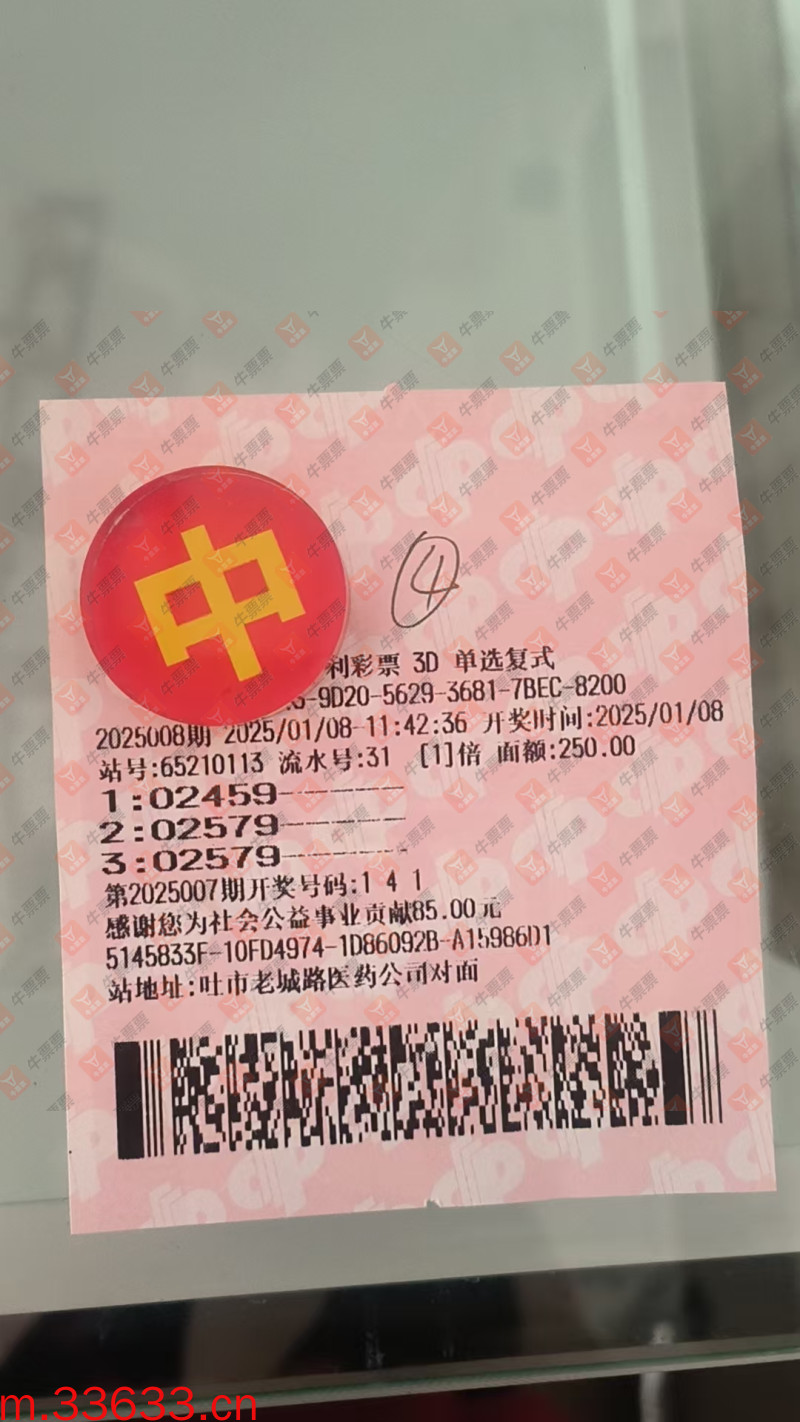 中
④
利彩票 3D 单选复式
-9D20-5629-3681-7BEC-8200
2025008期 2025/01/08-11:42:36 开奖时间:2025/01/08
站号:65210113 流水号:31 [1]倍 面额:250.00
1:02459-------
2:02579-------
3:02579-------
第2025007期开奖号码:1 4 1
感谢您为社会公益事业贡献85.00元
5145833F-10FD4974-1D86092B-A15986D1
站地址:吐市老城路医药公司对面
牛票票
m.33633.cn